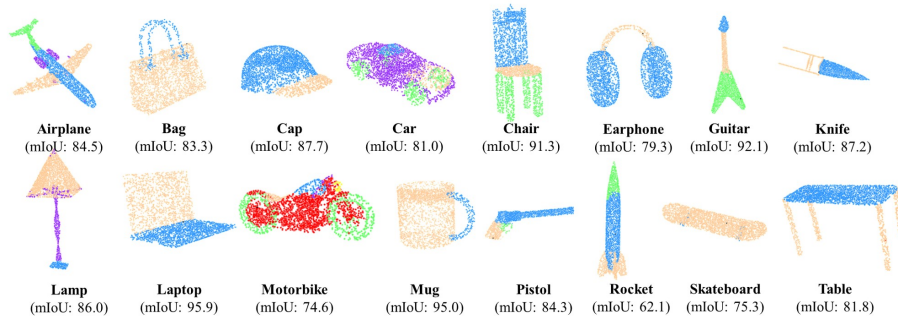 Airplane Bag Cap Car Chair Earphone Guitar Knife
(mIoU: 84.5) (mIoU: 83.3) (mIoU: 87.7) (mIoU: 81.0) (mIoU: 91.3) (mIoU: 79.3) (mIoU: 92.1) (mIoU: 87.2)
Lamp Laptop Motorbike Mug Pistol Rocket Skateboard Table
(mIoU: 86.0) (mIoU: 95.9) (mIoU: 74.6) (mIoU: 95.0) (mIoU: 84.3) (mIoU: 62.1) (mIoU: 75.3) (mIoU: 81.8)